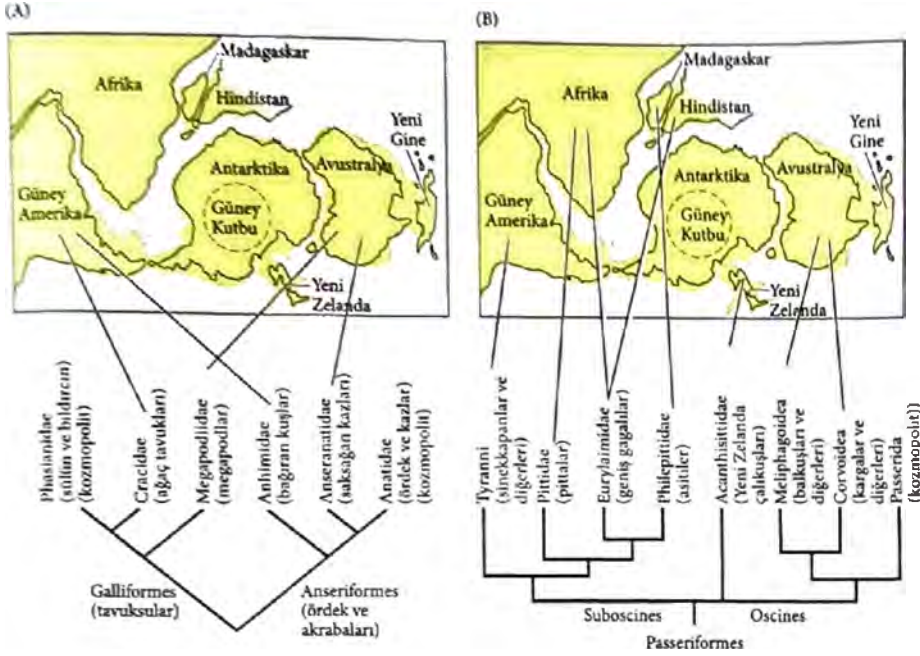 (A)
Madagaskar
Afrika
Hindistan
Yeni
Gine
Antarktika
Avustralya
Güney
Amerika
Güney
Kutbu
Yeni
Zelanda
Phasianidae
(sülün ve bıldırcın)
(kozmopolit)
Cracidae
(ağaç tavukları)
Megapodiidae
(megapodlar)
Anhimidae
(bağıran kuşlar)
Anseranatidae
(saksağan kazları)
Anatidae
(ördek ve kazlar)
(kozmopolit)
Galliformes
(tavuksular)
Anseriformes
(ördek ve
akrabaları)
(B)
Madagaskar
Afrika
Hindistan
Yeni
Gine
Antarktika
Avustralya
Güney
Amerika
Güney
Kutbu
Yeni
Zelanda
Tyranni
(sinekkapanlar ve
diğerleri)
Pittidae
(pittalar)
Eurylaimidae
(geniş gagalılar)
Philepittidae
(asitiler)
Acanthisittidae
(Yeni Zelanda
çalıkuşları)
Meliphagoidea
(balkuşları ve
diğerleri)
Corvoidea
(kargalar ve
diğerleri)
Passerida
(kozmopolit))
Suboscines
Oscines
Passeriformes